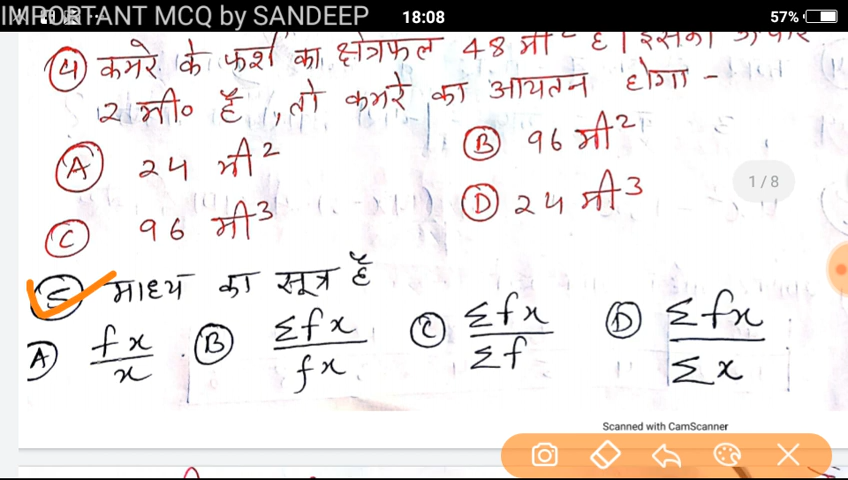 IMPORTANT MCQ by SANDEEP 18:08 57%
(4) कमरे के फर्श का क्षेत्रफल 48 मी² है। इसकी
2 मी० है, तो कमरे का आयतन होगा -
(A) 24 मी² (B) 96 मी²
(C) 96 मी³ (D) 24 मी³
1/8
(5) माध्य का सूत्र है
(A) fx/x (B) Σfx/fx (C) Σfx/Σf (D) Σfx/Σx
Scanned with CamScanner